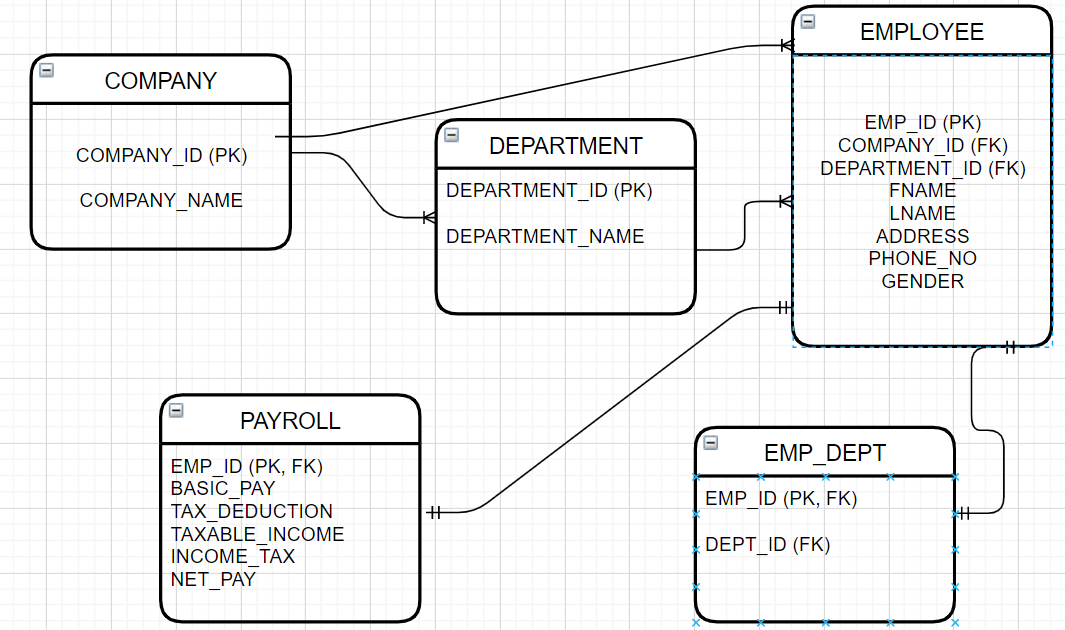 COMPANY
COMPANY_ID (PK)
COMPANY_NAME
DEPARTMENT
DEPARTMENT_ID (PK)
DEPARTMENT_NAME
EMPLOYEE
EMP_ID (PK)
COMPANY_ID (FK)
DEPARTMENT_ID (FK)
FNAME
LNAME
ADDRESS
PHONE_NO
GENDER
PAYROLL
EMP_ID (PK, FK)
BASIC_PAY
TAX_DEDUCTION
TAXABLE_INCOME
INCOME_TAX
NET_PAY
EMP_DEPT
EMP_ID (PK, FK)
DEPT_ID (FK)